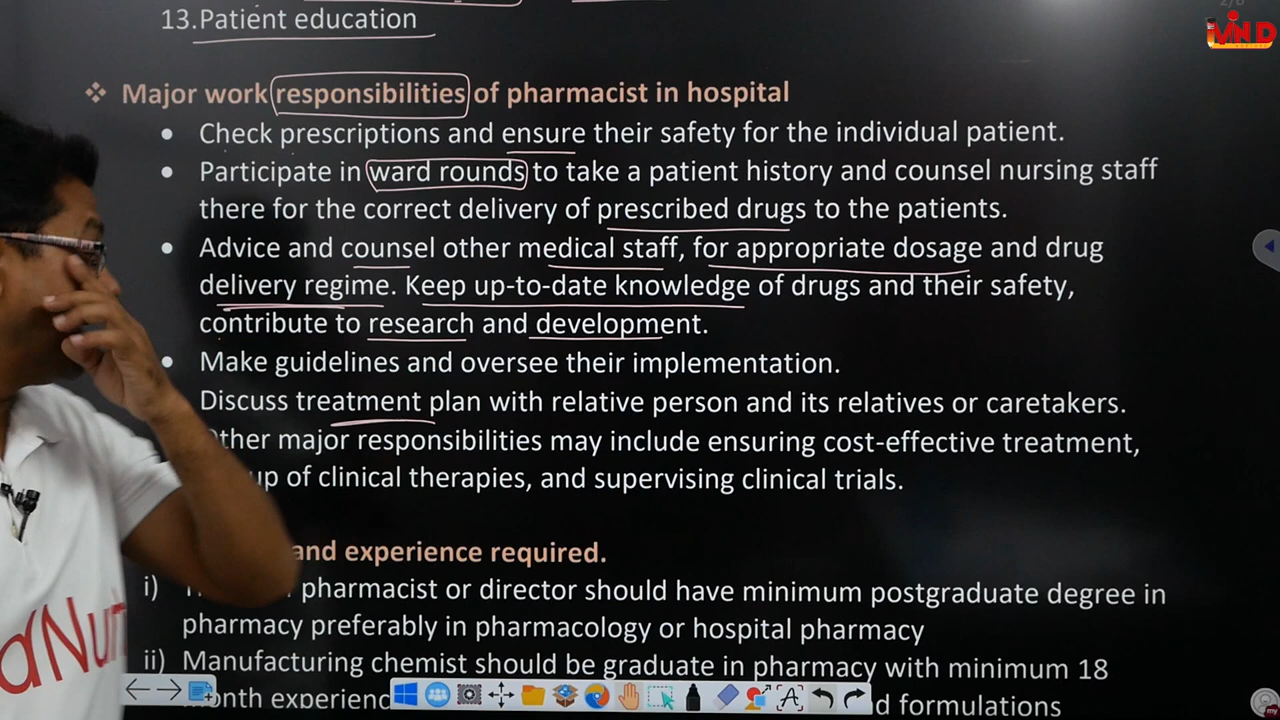 13.Patient education
❖ Major work responsibilities of pharmacist in hospital
• Check prescriptions and ensure their safety for the individual patient.
• Participate in ward rounds to take a patient history and counsel nursing staff
there for the correct delivery of prescribed drugs to the patients.
• Advice and counsel other medical staff, for appropriate dosage and drug
delivery regime. Keep up-to-date knowledge of drugs and their safety,
contribute to research and development.
• Make guidelines and oversee their implementation.
Discuss treatment plan with relative person and its relatives or caretakers.
Other major responsibilities may include ensuring cost-effective treatment,
up of clinical therapies, and supervising clinical trials.
and experience required.
i) pharmacist or director should have minimum postgraduate degree in
pharmacy preferably in pharmacology or hospital pharmacy
ii) Manufacturing chemist should be graduate in pharmacy with minimum 18
month formulations